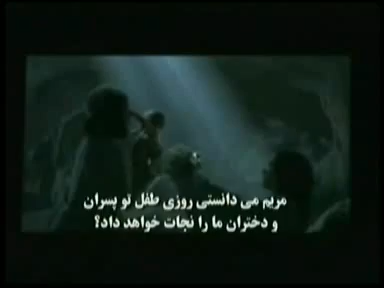 مریم می دانستی روزی طفل تو پسران
و دختران ما را نجات خواهد داد؟